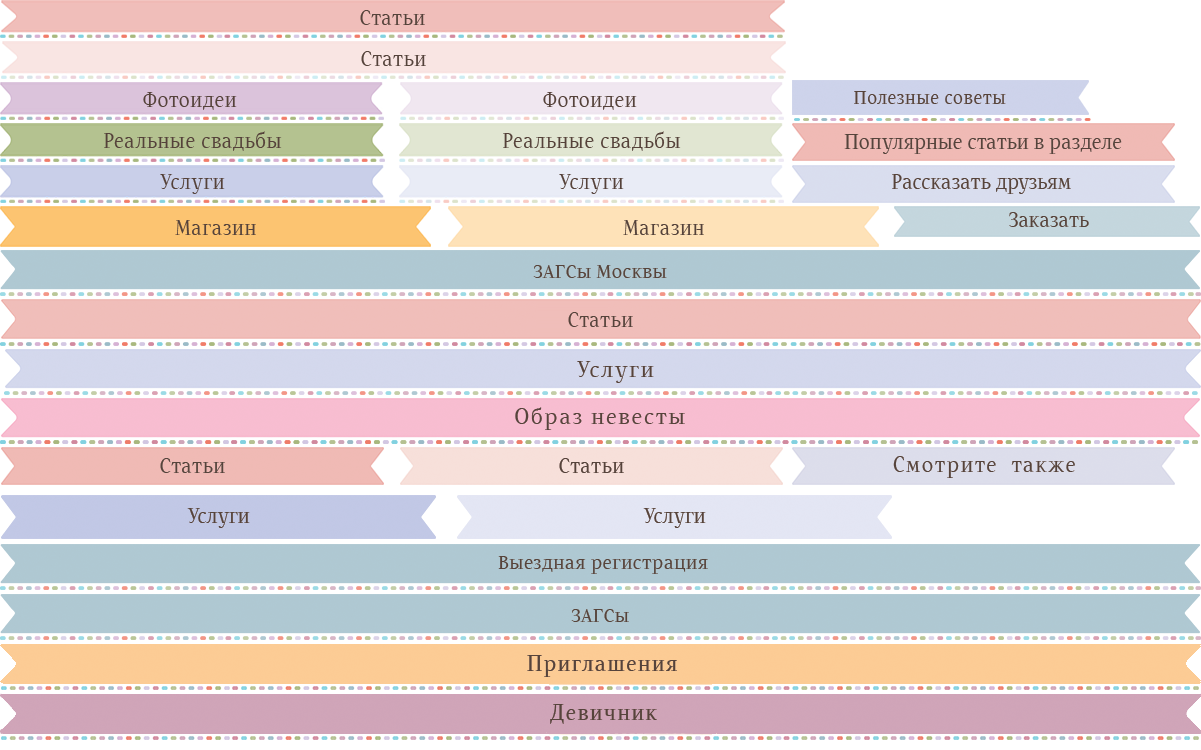 Статьи
Статьи
Фотоидеи
Фотоидеи
Полезные советы
Реальные свадьбы
Реальные свадьбы
Популярные статьи в разделе
Услуги
Услуги
Рассказать друзьям
Магазин
Магазин
Заказать
ЗАГСы Москвы
Статьи
Услуги
Образ невесты
Статьи
Статьи
Смотрите также
Услуги
Услуги
Выездная регистрация
ЗАГСы
Приглашения
Девичник